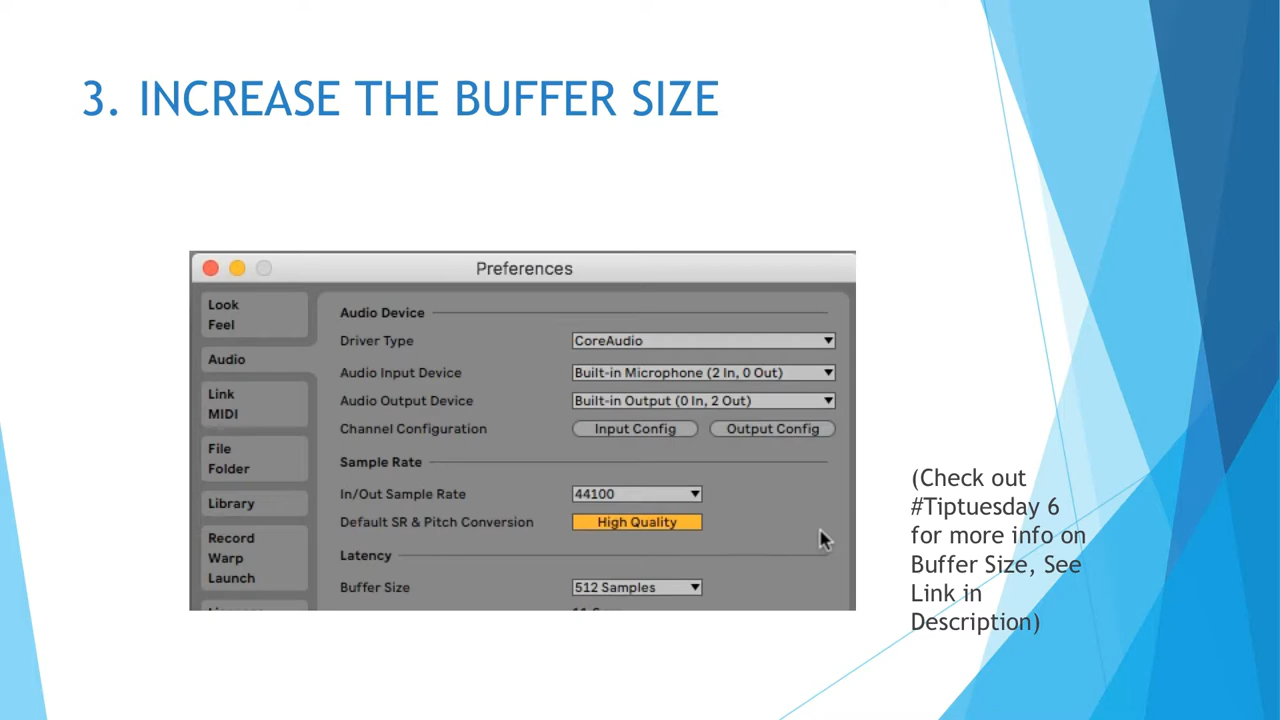 3. INCREASE THE BUFFER SIZE
Preferences
Look
Feel
Audio
Link
MIDI
File
Folder
Library
Record
Warp
Launch
Audio Device
Driver Type CoreAudio
Audio Input Device Built-in Microphone (2 In, 0 Out)
Audio Output Device Built-in Output (0 In, 2 Out)
Channel Configuration Input Config Output Config
Sample Rate
In/Out Sample Rate 44100
Default SR & Pitch Conversion High Quality
Latency
Buffer Size 512 Samples
(Check out
#Tiptuesday 6
for more info on
Buffer Size, See
Link in
Description)